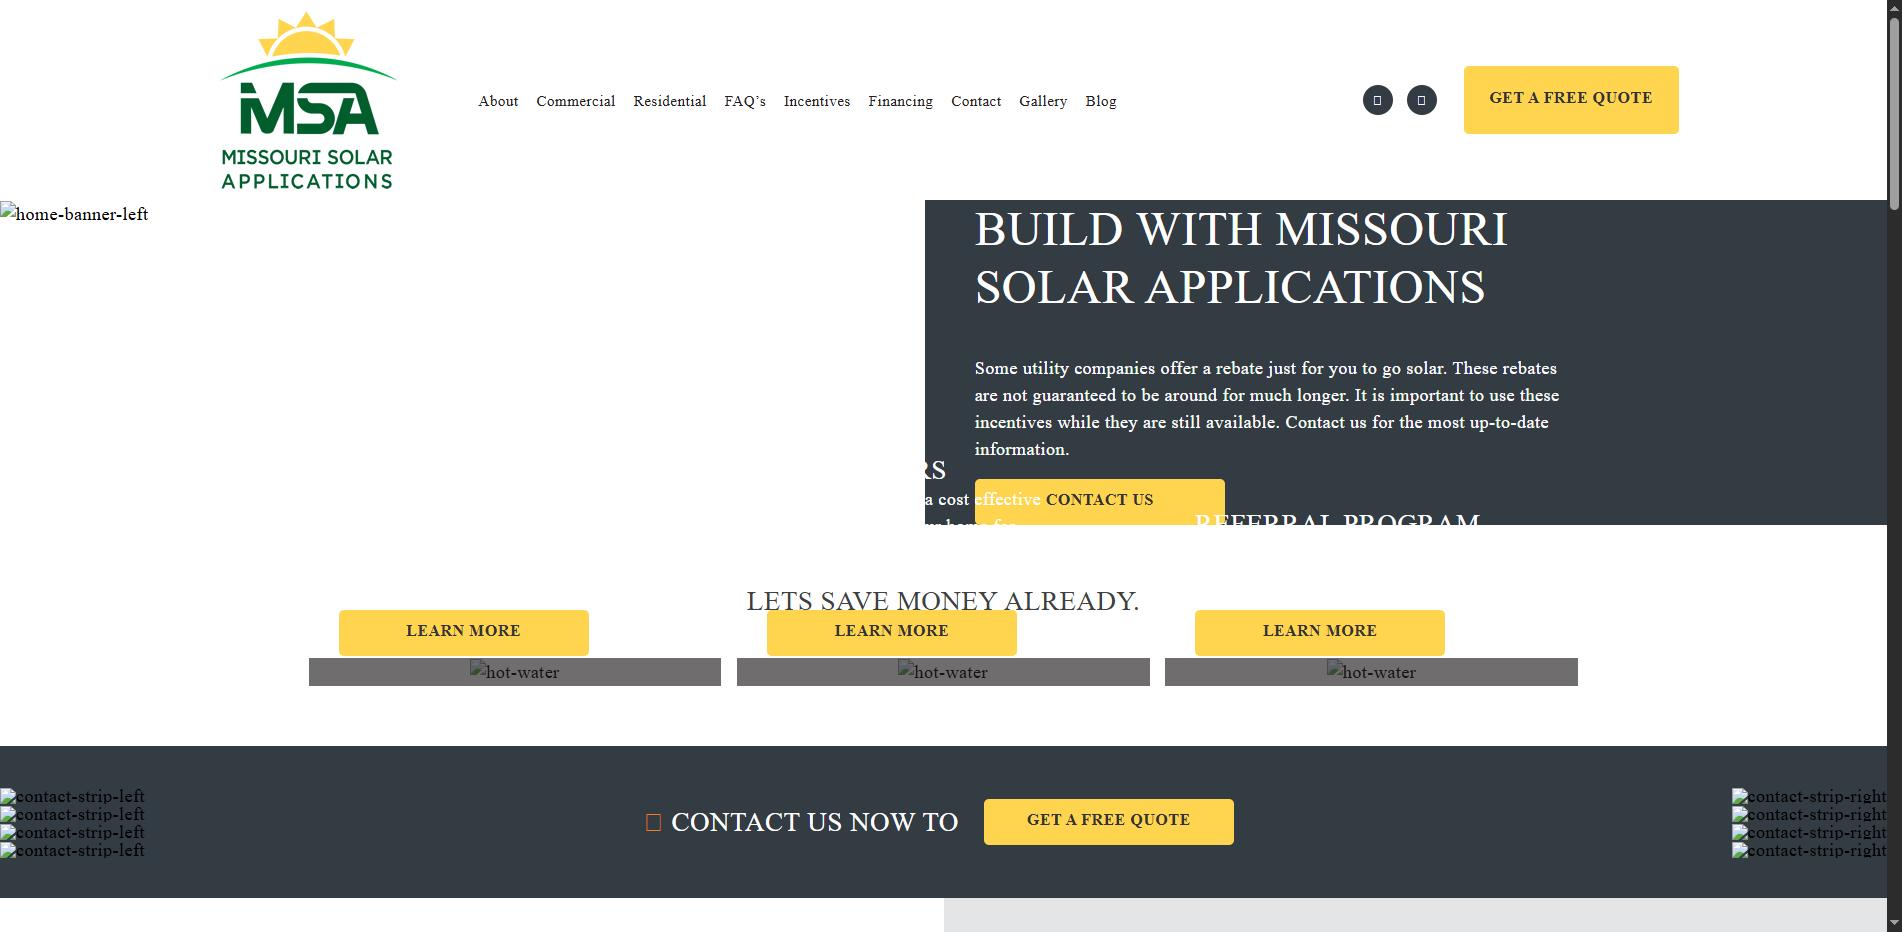 MSA
MISSOURI SOLAR
APPLICATIONS
About Commercial Residential FAQ's Incentives Financing Contact Gallery Blog
GET A FREE QUOTE
home-banner-left
BUILD WITH MISSOURI
SOLAR APPLICATIONS
Some utility companies offer a rebate just for you to go solar. These rebates
are not guaranteed to be around for much longer. It is important to use these
incentives while they are still available. Contact us for the most up-to-date
information.
a cost effective
CONTACT US
REFERRAL PROGRAM
LETS SAVE MONEY ALREADY.
LEARN MORE LEARN MORE LEARN MORE
hot-water hot-water hot-water
contact-strip-left
contact-strip-left
contact-strip-left
contact-strip-left
CONTACT US NOW TO
GET A FREE QUOTE
contact-strip-right
contact-strip-right
contact-strip-right
contact-strip-right